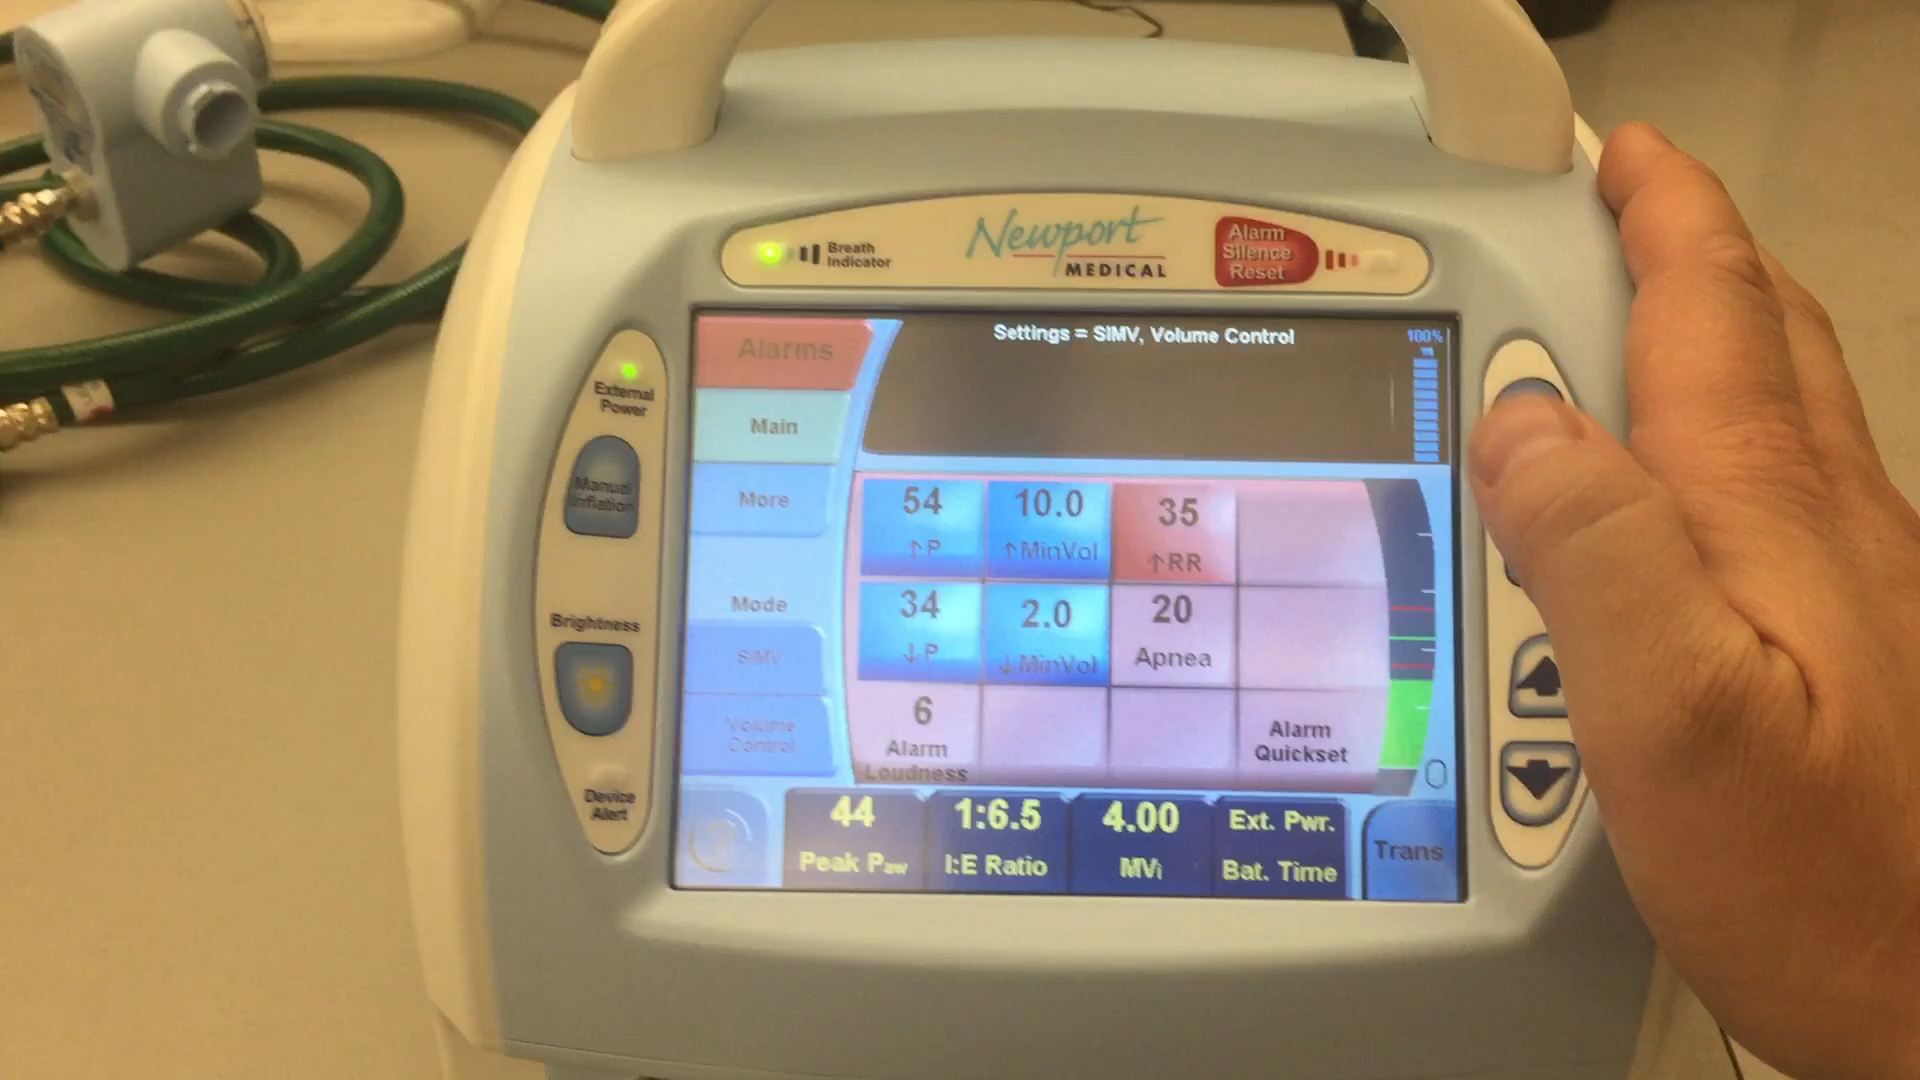 Breath
Indicator
Newport
MEDICAL
Alarm
Silence
Reset
External
Power
Manual
Inflation
Brightness
Device
Alert
Settings = SIMV, Volume Control
100%
Alarms
Main
More
Mode
SIMV
Volume
Control
54
↑P
10.0
↑MinVol
35
↑RR
34
↓P
2.0
↓MinVol
20
Apnea
6
Alarm
Loudness
Alarm
Quickset
0
44
Peak Paw
1:6.5
I:E Ratio
4.00
MVi
Ext. Pwr.
Bat. Time
Trans